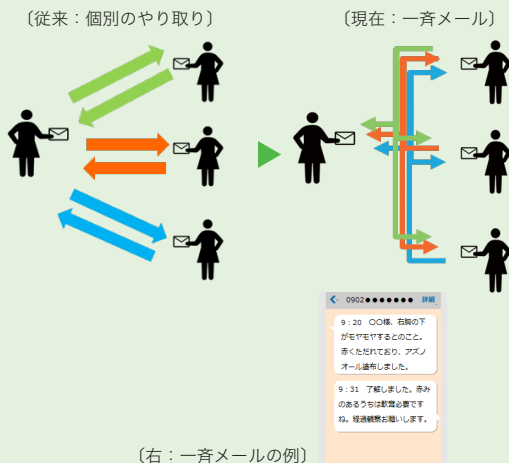 〔従来：個別のやり取り〕
〔現在：一斉メール〕
0902●●●●●●● 詳細
9：20　〇〇様、右胸の下
がモヤモヤするとのこと。
赤くただれており、アズノ
オール塗布しました。
9：31　了解しました。赤み
のあるうちは軟膏必要です
ね。経過観察お願いします。
〔右：一斉メールの例〕